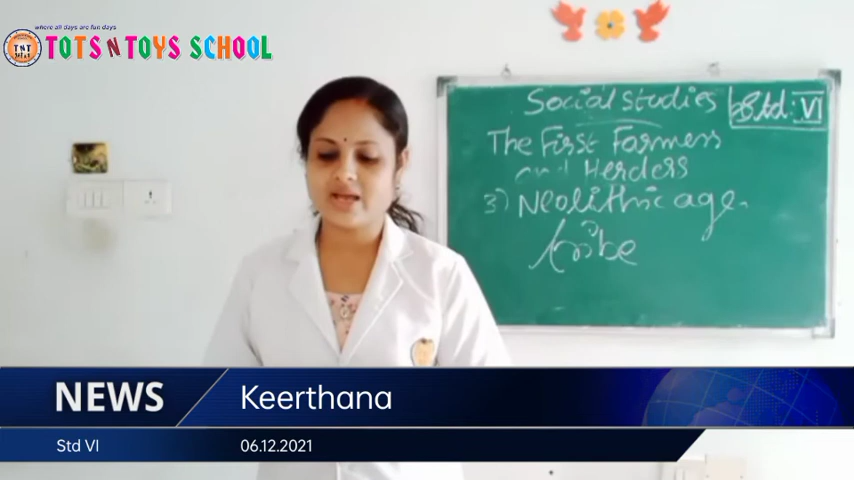 where all days are fun days
TOTS N TOYS SCHOOL
TNT
Social studies
Std: VI
The First Farmers
and Herders
3) Neolithic age.
tribe
NEWS
Keerthana
Std VI
06.12.2021